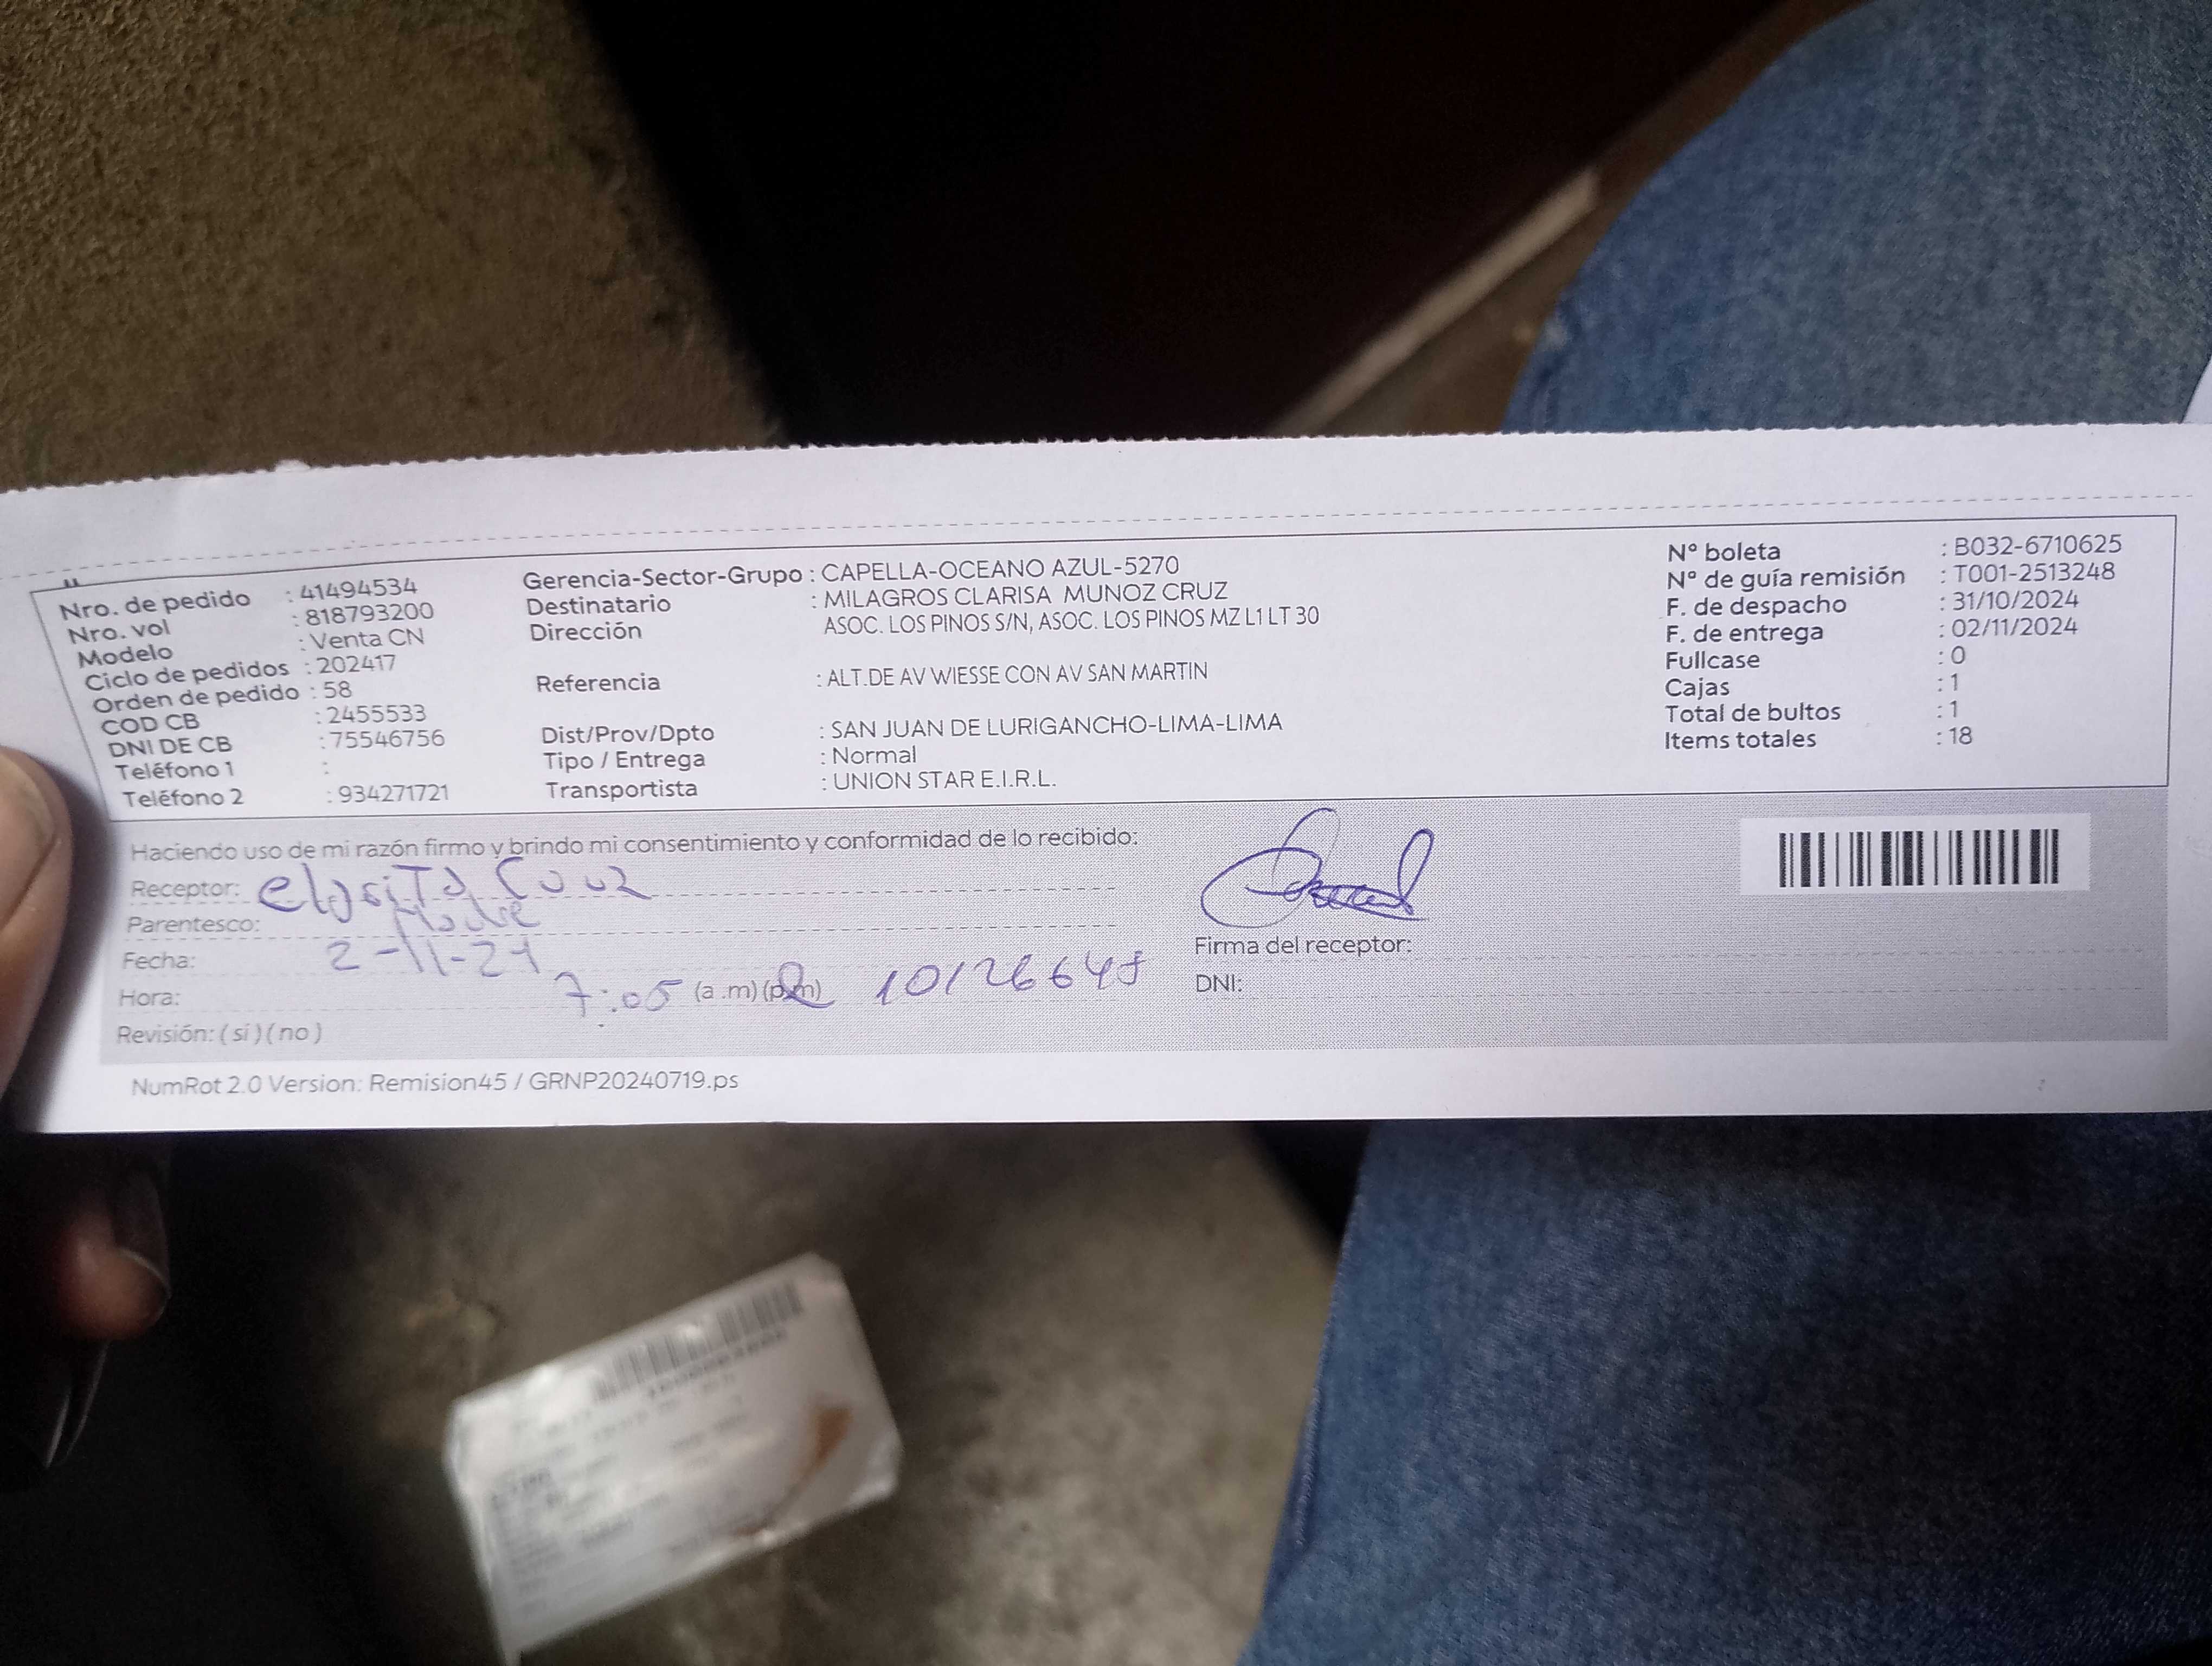 Nro. de pedido : 41494534 Gerencia-Sector-Grupo : CAPELLA-OCEANO AZUL-5270 N° boleta : B032-6710625
Nro. vol : 818793200 Destinatario : MILAGROS CLARISA MUNOZ CRUZ N° de guía remisión : T001-2513248
Modelo : Venta CN Dirección ASOC. LOS PINOS S/N, ASOC. LOS PINOS MZ L1 LT 30 F. de despacho : 31/10/2024
Ciclo de pedidos : 202417 F. de entrega : 02/11/2024
Orden de pedido : 58 Referencia : ALT.DE AV WIESSE CON AV SAN MARTIN Fullcase : 0
COD CB : 2455533 Cajas : 1
DNI DE CB : 75546756 Dist/Prov/Dpto : SAN JUAN DE LURIGANCHO-LIMA-LIMA Total de bultos : 1
Teléfono 1 : Tipo / Entrega : Normal Items totales : 18
Teléfono 2 : 934271721 Transportista : UNION STAR E.I.R.L.
Haciendo uso de mi razón firmo y brindo mi consentimiento y conformidad de lo recibido:
Receptor:
Parentesco: Madre
Fecha: 2-11-24 Firma del receptor:
Hora: 7:05 (a .m) (p.m) DNI:
Revisión: ( sí ) ( no )
NumRot 2.0 Version: Remision45 / GRNP20240719.ps